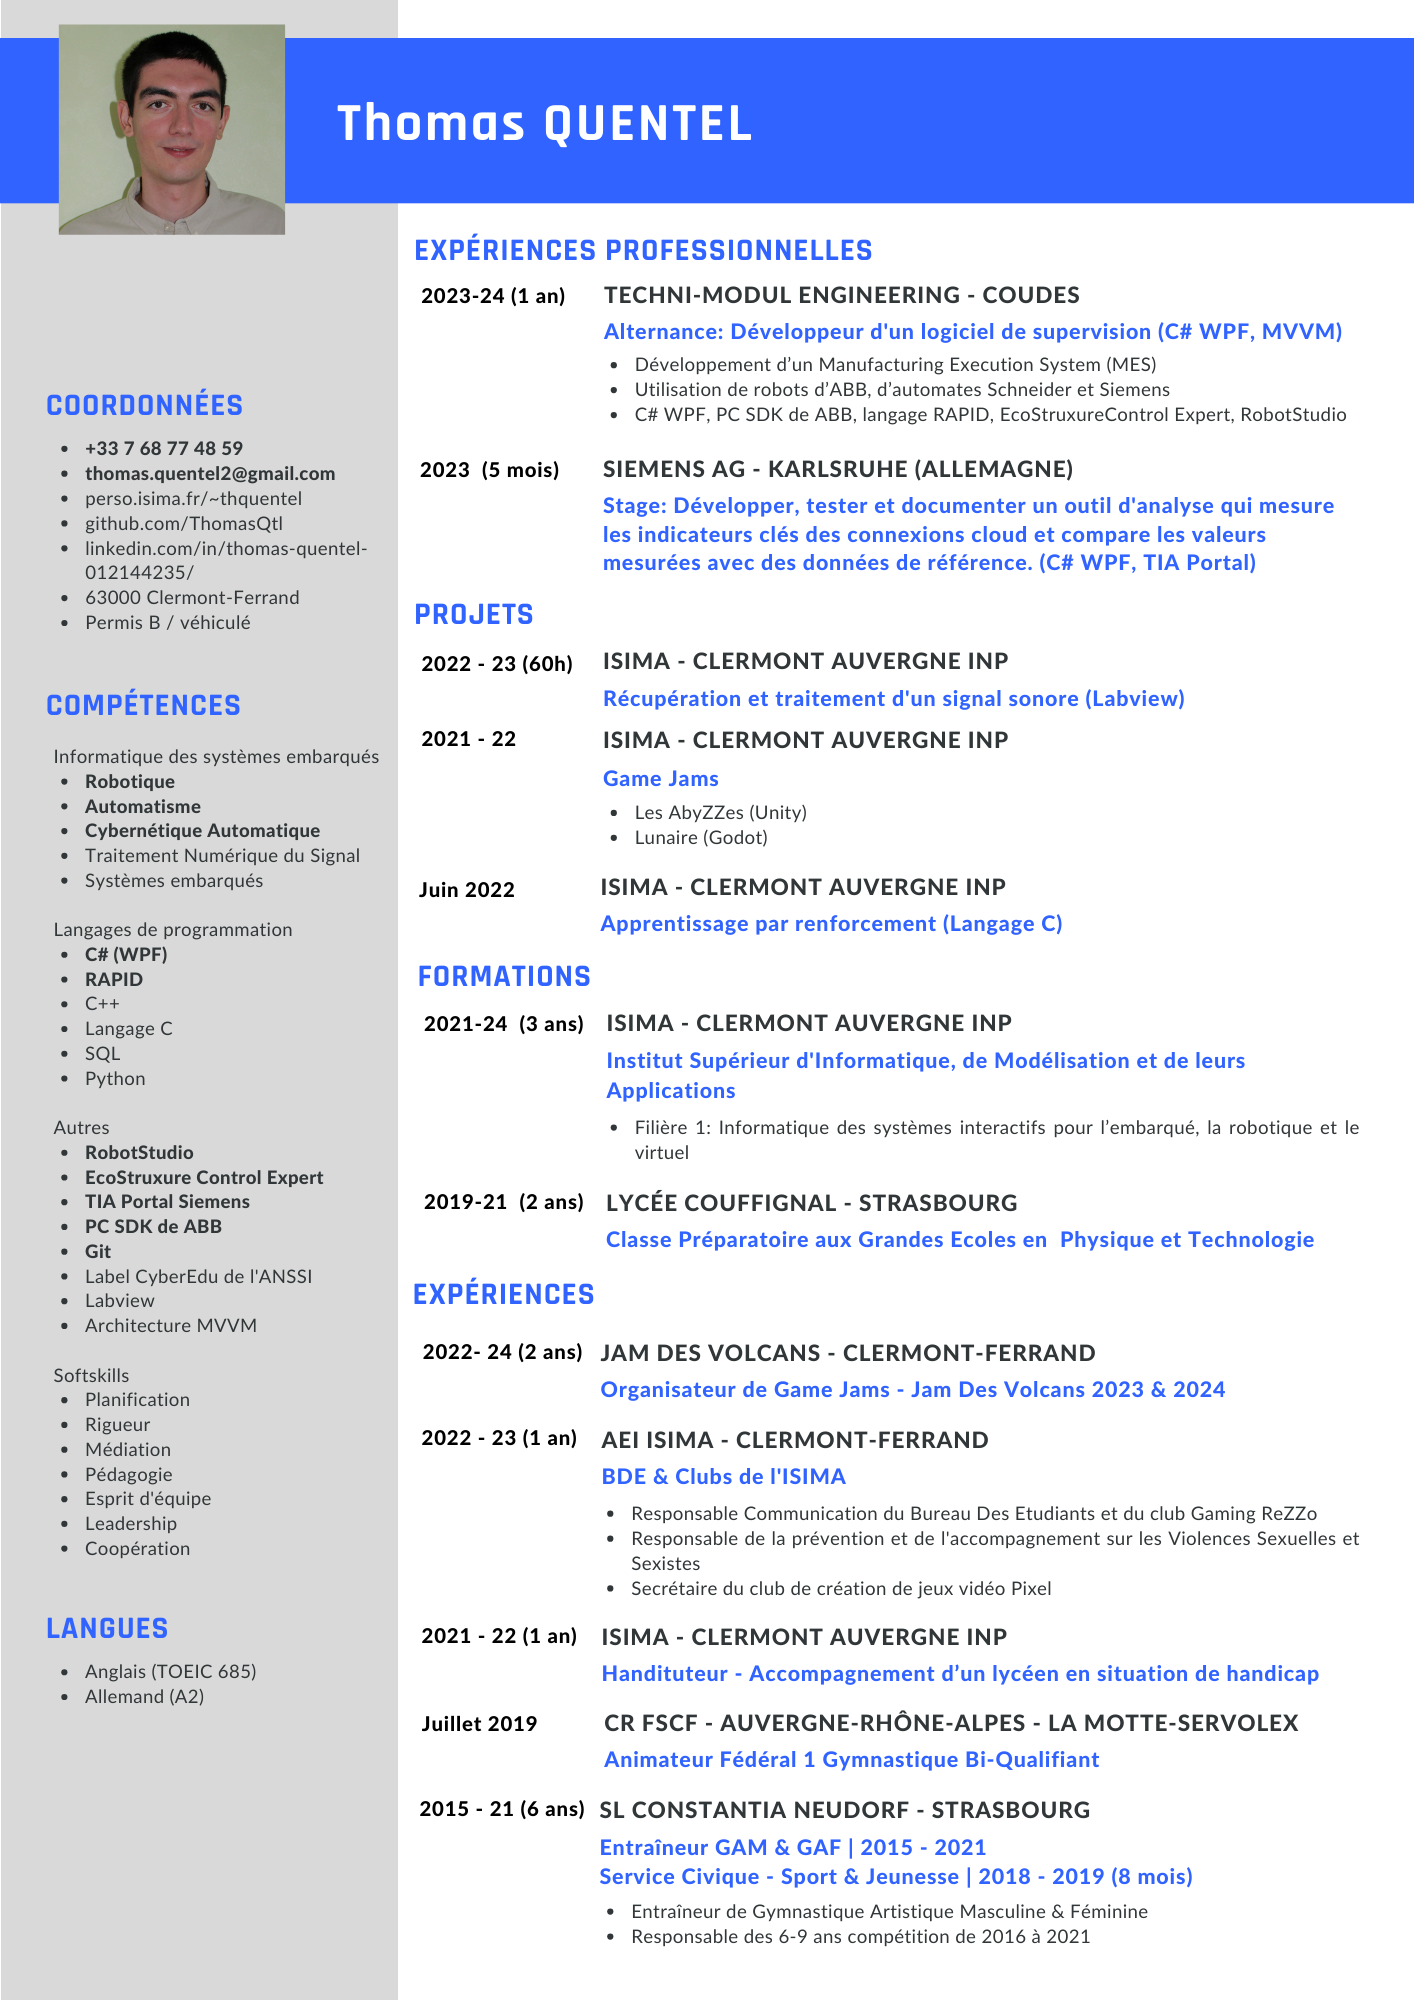 Thomas QUENTEL
COORDONNÉES
+33 7 68 77 48 59
thomas.quentel2@gmail.com
perso.isima.fr/~thquentel
github.com/ThomasQtl
linkedin.com/in/thomas-quentel-
012144235/
63000 Clermont-Ferrand
Permis B / véhiculé
COMPÉTENCES
Informatique des systèmes embarqués
Robotique
Automatisme
Cybernétique Automatique
Traitement Numérique du Signal
Systèmes embarqués
Langages de programmation
C# (WPF)
RAPID
C++
Langage C
SQL
Python
Autres
RobotStudio
EcoStruxure Control Expert
TIA Portal Siemens
PC SDK de ABB
Git
Label CyberEdu de l'ANSSI
Labview
Architecture MVVM
Softskills
Planification
Rigueur
Médiation
Pédagogie
Esprit d'équipe
Leadership
Coopération
LANGUES
Anglais (TOEIC 685)
Allemand (A2)
EXPÉRIENCES PROFESSIONNELLES
2023-24 (1 an) TECHNI-MODUL ENGINEERING - COUDES
Alternance: Développeur d'un logiciel de supervision (C# WPF, MVVM)
Développement d’un Manufacturing Execution System (MES)
Utilisation de robots d’ABB, d’automates Schneider et Siemens
C# WPF, PC SDK de ABB, langage RAPID, EcoStruxureControl Expert, RobotStudio
2023 (5 mois) SIEMENS AG - KARLSRUHE (ALLEMAGNE)
Stage: Développer, tester et documenter un outil d'analyse qui mesure
les indicateurs clés des connexions cloud et compare les valeurs
mesurées avec des données de référence. (C# WPF, TIA Portal)
PROJETS
2022 - 23 (60h) ISIMA - CLERMONT AUVERGNE INP
Récupération et traitement d'un signal sonore (Labview)
2021 - 22 ISIMA - CLERMONT AUVERGNE INP
Game Jams
Les AbyZZes (Unity)
Lunaire (Godot)
Juin 2022 ISIMA - CLERMONT AUVERGNE INP
Apprentissage par renforcement (Langage C)
FORMATIONS
2021-24 (3 ans) ISIMA - CLERMONT AUVERGNE INP
Institut Supérieur d'Informatique, de Modélisation et de leurs
Applications
Filière 1: Informatique des systèmes interactifs pour l’embarqué, la robotique et le
virtuel
2019-21 (2 ans) LYCÉE COUFFIGNAL - STRASBOURG
Classe Préparatoire aux Grandes Ecoles en Physique et Technologie
EXPÉRIENCES
2022- 24 (2 ans) JAM DES VOLCANS - CLERMONT-FERRAND
Organisateur de Game Jams - Jam Des Volcans 2023 & 2024
2022 - 23 (1 an) AEI ISIMA - CLERMONT-FERRAND
BDE & Clubs de l'ISIMA
Responsable Communication du Bureau Des Etudiants et du club Gaming ReZZo
Responsable de la prévention et de l'accompagnement sur les Violences Sexuelles et
Sexistes
Secrétaire du club de création de jeux vidéo Pixel
2021 - 22 (1 an) ISIMA - CLERMONT AUVERGNE INP
Handituteur - Accompagnement d’un lycéen en situation de handicap
Juillet 2019 CR FSCF - AUVERGNE-RHÔNE-ALPES - LA MOTTE-SERVOLEX
Animateur Fédéral 1 Gymnastique Bi-Qualifiant
2015 - 21 (6 ans) SL CONSTANTIA NEUDORF - STRASBOURG
Entraîneur GAM & GAF | 2015 - 2021
Service Civique - Sport & Jeunesse | 2018 - 2019 (8 mois)
Entraîneur de Gymnastique Artistique Masculine & Féminine
Responsable des 6-9 ans compétition de 2016 à 2021